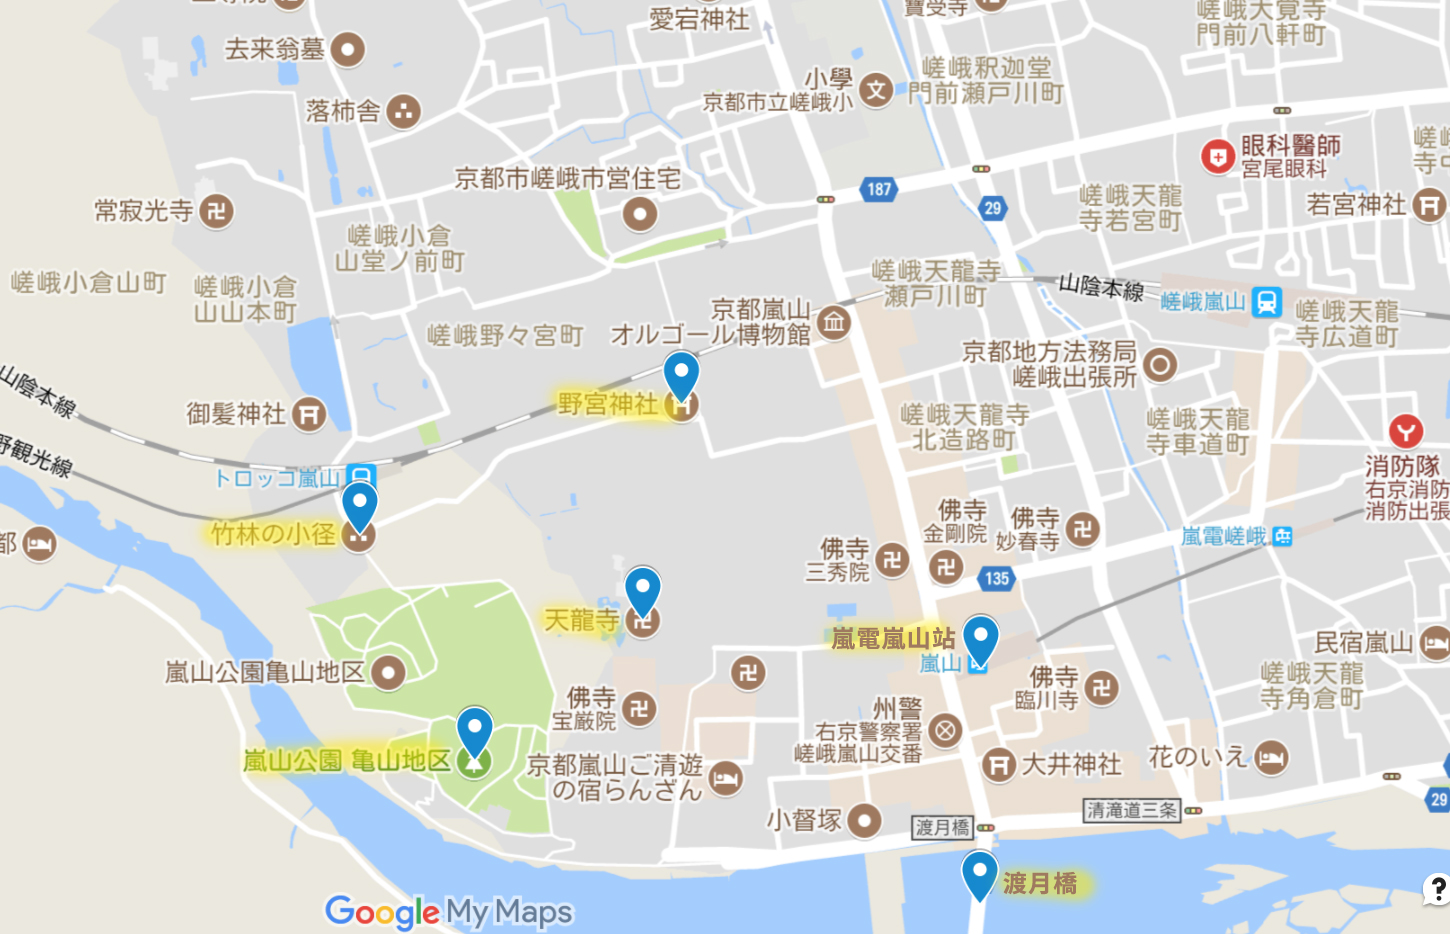 愛宕神社
寶受寺
嵯峨大覚寺
門前八軒町
去来翁墓
小學
京都市立嵯峨小
嵯峨釈迦堂
門前瀬戸川町
落柿舎
眼科醫師
宮尾眼科
京都市嵯峨市営住宅
187
29
嵯峨天龍
寺若宮町
若宮神社
常寂光寺
嵯峨小倉
山堂ノ前町
嵯峨小倉山町
嵯峨小倉
山山本町
嵯峨天龍寺
瀬戸川町
山陰本線
嵯峨嵐山
嵯峨天龍
寺広道町
京都嵐山
オルゴール博物館
嵯峨野々宮町
京都地方法務局
嵯峨出張所
山陰本線
野宮神社
御髪神社
嵯峨天龍寺
北造路町
嵯峨天龍
寺車道町
野観光線
トロッコ嵐山
消防隊
右京消防
消防出張
竹林の小径
都
佛寺
金剛院
佛寺
妙春寺
嵐電嵯峨
佛寺
三秀院
135
天龍寺
嵐電嵐山站
嵐山
民宿嵐山
嵐山公園亀山地区
佛寺
臨川寺
嵯峨天龍
寺角倉町
佛寺
宝厳院
州警
右京警察署
嵯峨嵐山交番
嵐山公園 亀山地区
京都嵐山ご清遊
の宿らんざん
大井神社
花のいえ
29
小督塚
渡月橋
清滝道三条
渡月橋
Google My Maps
?